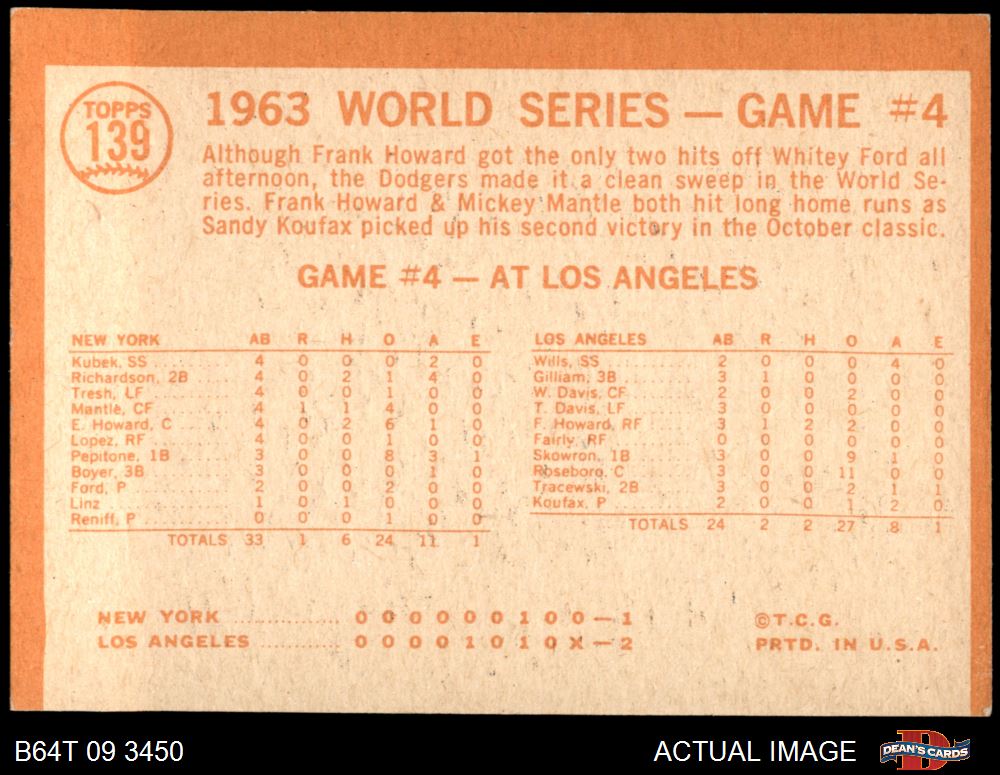 TOPPS
139
1963 WORLD SERIES — GAME #4
Although Frank Howard got the only two hits off Whitey Ford all
afternoon, the Dodgers made it a clean sweep in the World Se-
ries. Frank Howard & Mickey Mantle both hit long home runs as
Sandy Koufax picked up his second victory in the October classic.
GAME #4 — AT LOS ANGELES
NEW YORK AB R H O A E
Kubek, SS 4 0 0 0 2 0
Richardson, 2B 4 0 2 1 4 0
Tresh, LF 4 0 0 1 0 0
Mantle, CF 4 1 1 4 0 0
E. Howard, C 4 0 2 6 1 0
Lopez, RF 4 0 0 1 0 0
Pepitone, 1B 3 0 0 8 3 1
Boyer, 3B 3 0 0 0 1 0
Ford, P 2 0 0 2 0 0
Linz 1 0 1 0 0 0
Reniff, P 0 0 0 1 0 0
TOTALS 33 1 6 24 11 1
LOS ANGELES AB R H O A E
Wills, SS 2 0 0 0 4 0
Gilliam, 3B 3 1 0 0 0 0
W. Davis, CF 2 0 0 2 0 0
T. Davis, LF 3 0 0 0 0 0
F. Howard, RF 3 1 2 2 0 0
Fairly, RF 0 0 0 0 0 0
Skowron, 1B 3 0 0 9 1 0
Roseboro, C 3 0 0 11 0 0
Tracewski, 2B 3 0 0 2 1 1
Koufax, P 2 0 0 1 2 0
TOTALS 24 2 2 27 8 1
NEW YORK 0 0 0 0 0 0 1 0 0 — 1
LOS ANGELES 0 0 0 0 1 0 1 0 X — 2
©T.C.G.
PRTD. IN U.S.A.
B64T 09 3450
ACTUAL IMAGE
D
DEAN'S CARDS